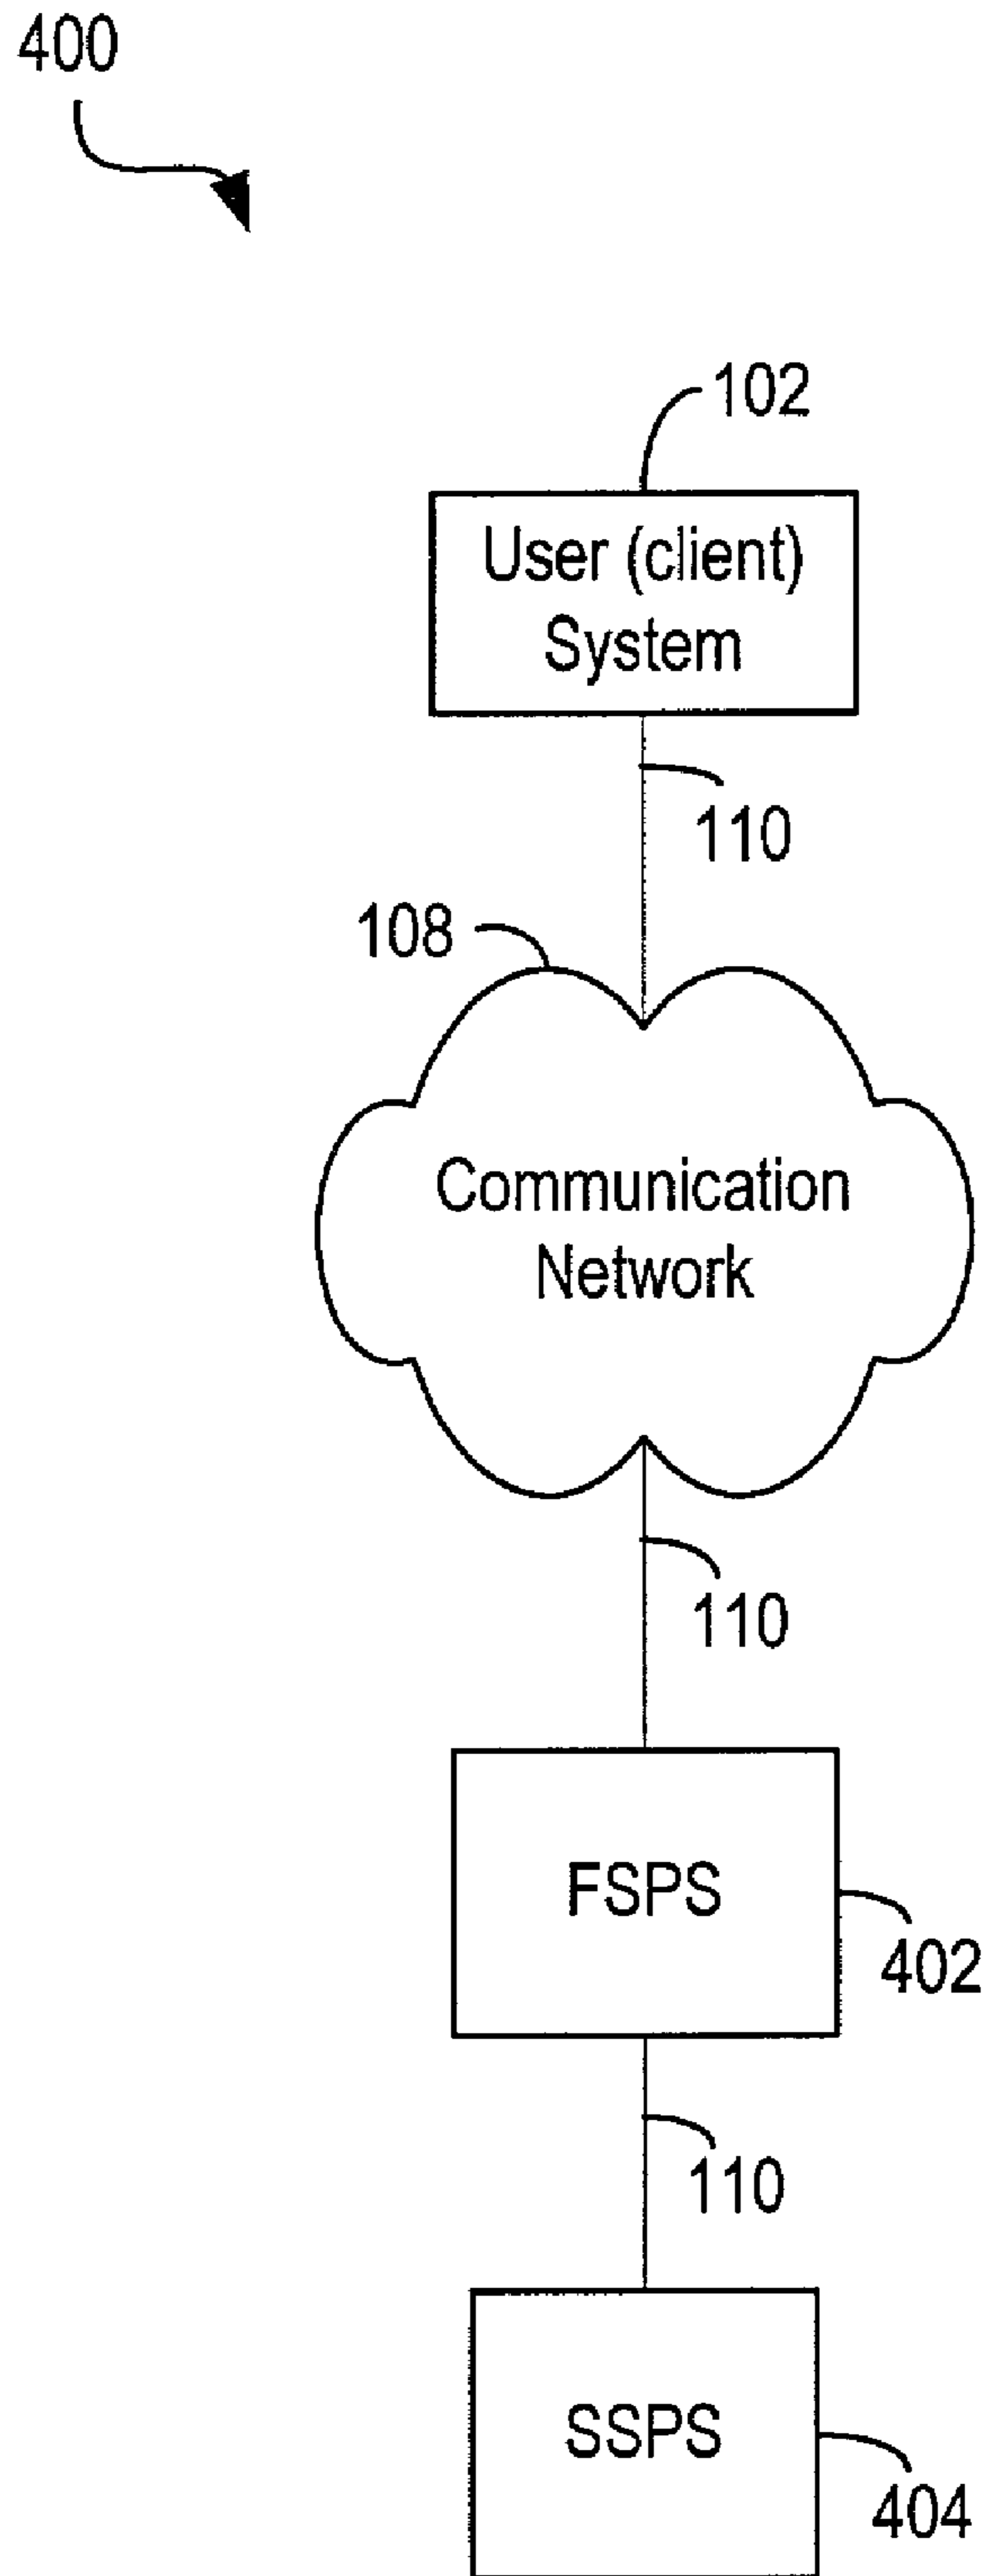 400
102
User (client)
System
110
108
Communication
Network
110
FSPS
402
110
SSPS
404